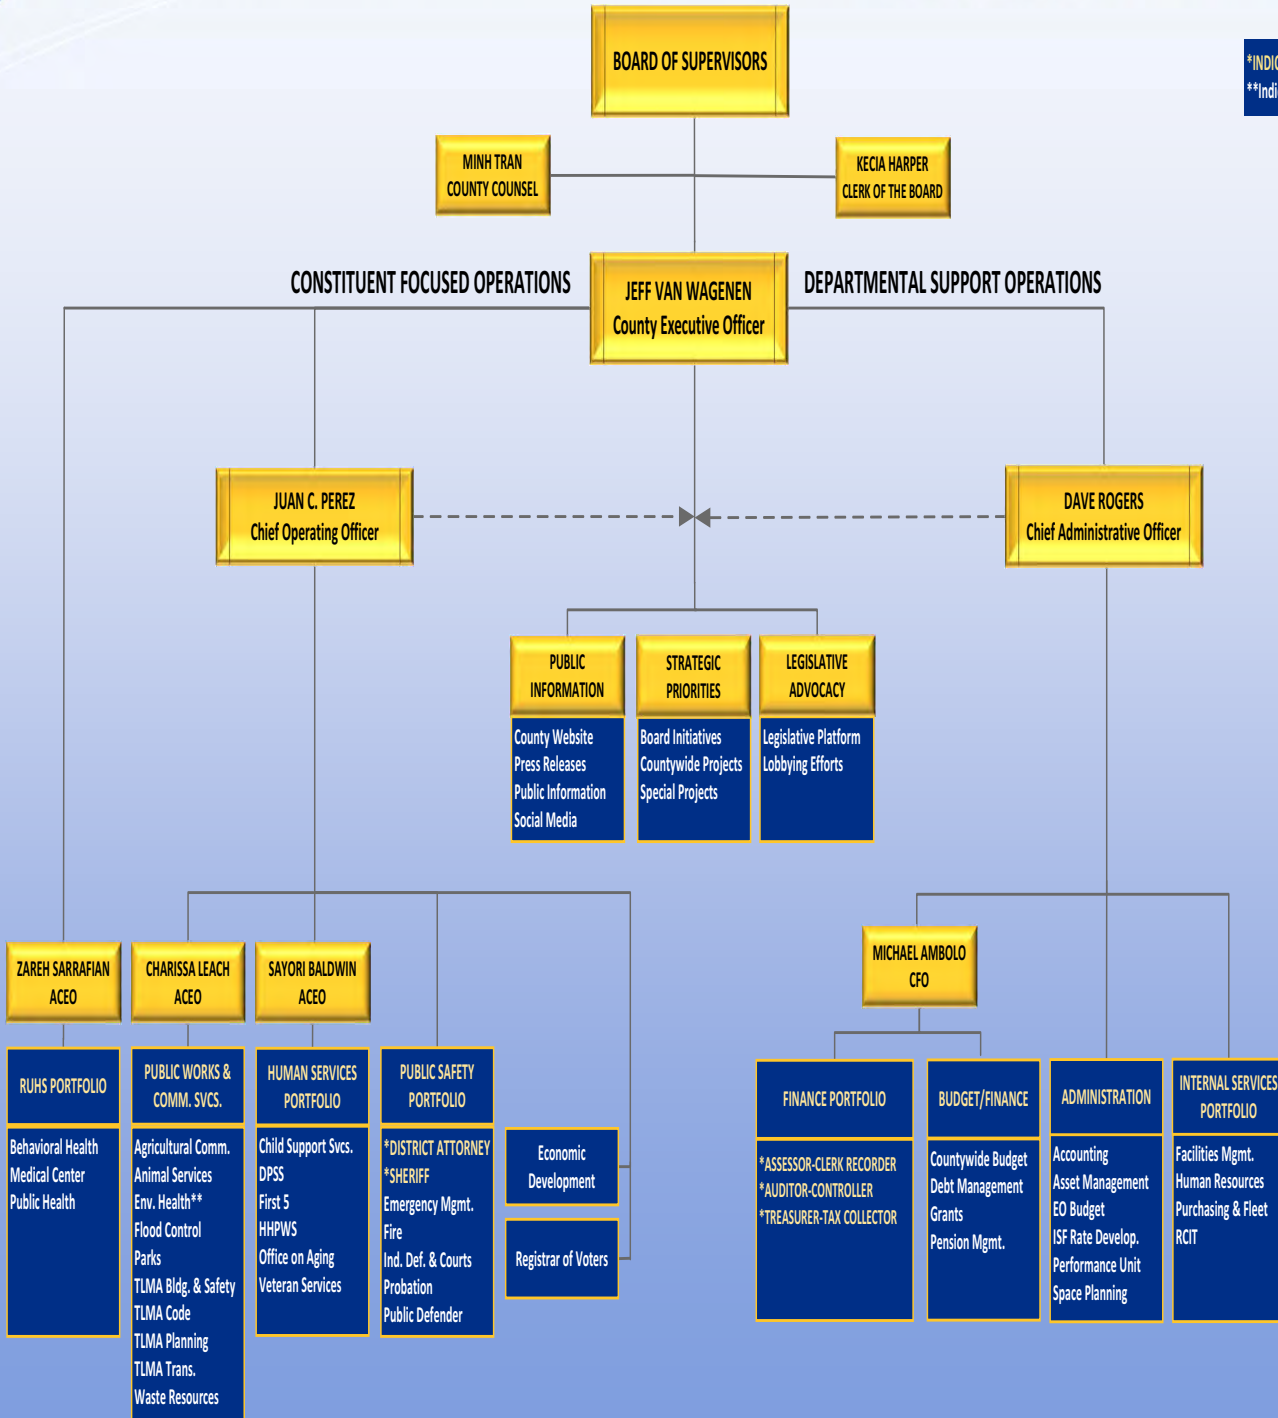 BOARD OF SUPERVISORS
*INDIC
**Indi
MINH TRAN
COUNTY COUNSEL
KECIA HARPER
CLERK OF THE BOARD
CONSTITUENT FOCUSED OPERATIONS
JEFF VAN WAGENEN
County Executive Officer
DEPARTMENTAL SUPPORT OPERATIONS
JUAN C. PEREZ
Chief Operating Officer
DAVE ROGERS
Chief Administrative Officer
PUBLIC
INFORMATION
County Website
Press Releases
Public Information
Social Media
STRATEGIC
PRIORITIES
Board Initiatives
Countywide Projects
Special Projects
LEGISLATIVE
ADVOCACY
Legislative Platform
Lobbying Efforts
ZAREH SARRAFIAN
ACEO
CHARISSA LEACH
ACEO
SAYORI BALDWIN
ACEO
MICHAEL AMBOLO
CFO
RUHS PORTFOLIO
Behavioral Health
Medical Center
Public Health
PUBLIC WORKS &
COMM. SVCS.
Agricultural Comm.
Animal Services
Env. Health**
Flood Control
Parks
TLMA Bldg. & Safety
TLMA Code
TLMA Planning
TLMA Trans.
Waste Resources
HUMAN SERVICES
PORTFOLIO
Child Support Svcs.
DPSS
First 5
HHPWS
Office on Aging
Veteran Services
PUBLIC SAFETY
PORTFOLIO
*DISTRICT ATTORNEY
*SHERIFF
Emergency Mgmt.
Fire
Ind. Def. & Courts
Probation
Public Defender
Economic
Development
Registrar of Voters
FINANCE PORTFOLIO
*ASSESSOR-CLERK RECORDER
*AUDITOR-CONTROLLER
*TREASURER-TAX COLLECTOR
BUDGET/FINANCE
Countywide Budget
Debt Management
Grants
Pension Mgmt.
ADMINISTRATION
Accounting
Asset Management
EO Budget
ISF Rate Develop.
Performance Unit
Space Planning
INTERNAL SERVICES
PORTFOLIO
Facilities Mgmt.
Human Resources
Purchasing & Fleet
RCIT